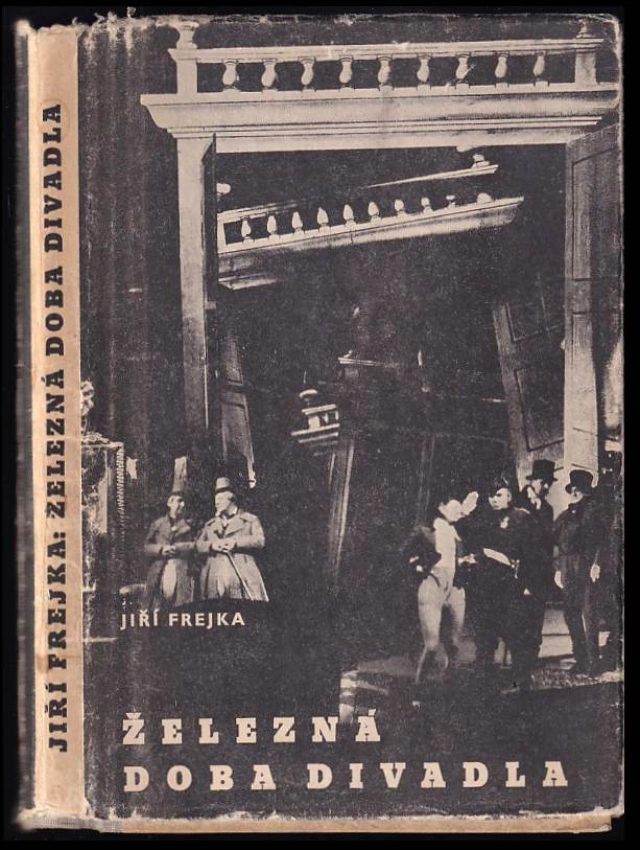 JIŘÍ FREJKA: ŽELEZNÁ DOBA DIVADLA
JIŘÍ FREJKA
ŽELEZNÁ
DOBA DIVADLA